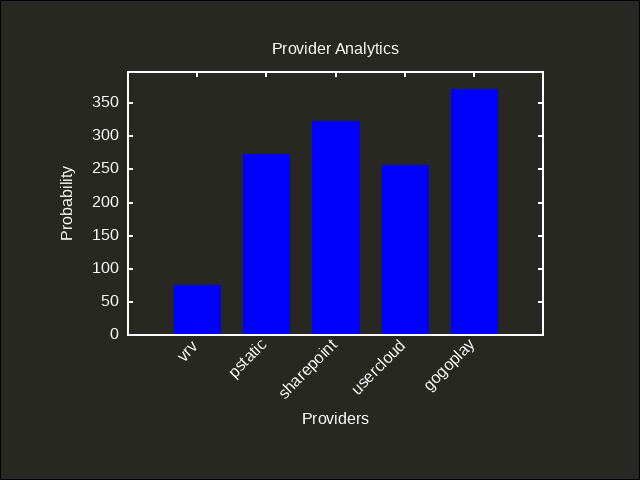 Provider Analytics
Probability
350
300
250
200
150
100
50
0
vrv
pstatic
sharepoint
usercloud
gogoplay
Providers